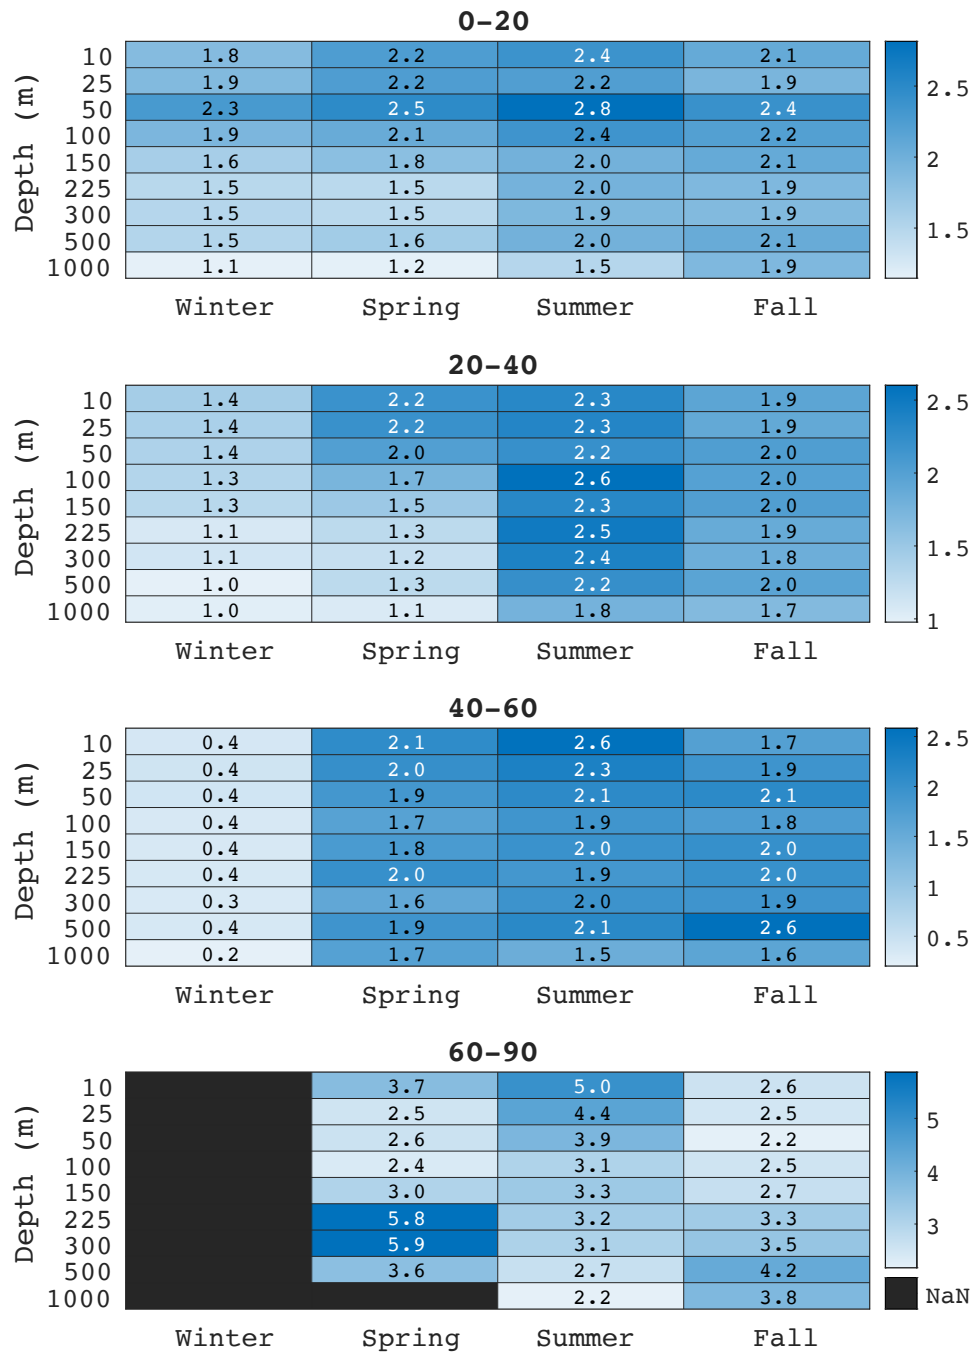 0–20
Depth (m)
10 1.8 2.2 2.4 2.1
25 1.9 2.2 2.2 1.9
50 2.3 2.5 2.8 2.4
100 1.9 2.1 2.4 2.2
150 1.6 1.8 2.0 2.1
225 1.5 1.5 2.0 1.9
300 1.5 1.5 1.9 1.9
500 1.5 1.6 2.0 2.1
1000 1.1 1.2 1.5 1.9
Winter Spring Summer Fall
2.5
2
1.5
20–40
Depth (m)
10 1.4 2.2 2.3 1.9
25 1.4 2.2 2.3 1.9
50 1.4 2.0 2.2 2.0
100 1.3 1.7 2.6 2.0
150 1.3 1.5 2.3 2.0
225 1.1 1.3 2.5 1.9
300 1.1 1.2 2.4 1.8
500 1.0 1.3 2.2 2.0
1000 1.0 1.1 1.8 1.7
Winter Spring Summer Fall
2.5
2
1.5
1
40–60
Depth (m)
10 0.4 2.1 2.6 1.7
25 0.4 2.0 2.3 1.9
50 0.4 1.9 2.1 2.1
100 0.4 1.7 1.9 1.8
150 0.4 1.8 2.0 2.0
225 0.4 2.0 1.9 2.0
300 0.3 1.6 2.0 1.9
500 0.4 1.9 2.1 2.6
1000 0.2 1.7 1.5 1.6
Winter Spring Summer Fall
2.5
2
1.5
1
0.5
60–90
Depth (m)
10 3.7 5.0 2.6
25 2.5 4.4 2.5
50 2.6 3.9 2.2
100 2.4 3.1 2.5
150 3.0 3.3 2.7
225 5.8 3.2 3.3
300 5.9 3.1 3.5
500 3.6 2.7 4.2
1000 2.2 3.8
Winter Spring Summer Fall
5
4
3
NaN